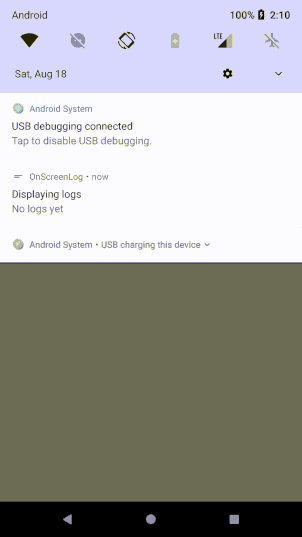 Android 100% 2:10
LTE
Sat, Aug 18
Android System
USB debugging connected
Tap to disable USB debugging.
OnScreenLog • now
Displaying logs
No logs yet
Android System • USB charging this device